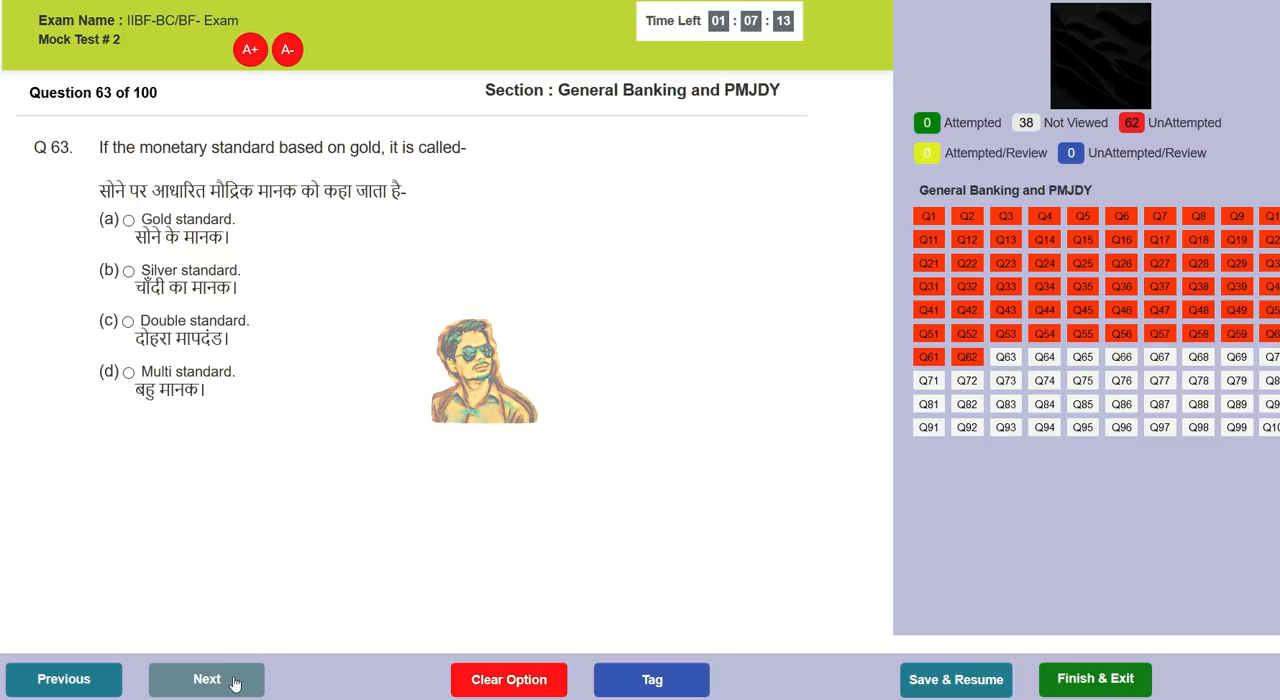 Exam Name : IIBF-BC/BF- Exam
Mock Test # 2
A+ A-
Time Left 01 : 07 : 13
Question 63 of 100
Section : General Banking and PMJDY
Q 63. If the monetary standard based on gold, it is called-
सोने पर आधारित मौद्रिक मानक को कहा जाता है-
(a) Gold standard.
सोने के मानक।
(b) Silver standard.
चाँदी का मानक।
(c) Double standard.
दोहरा मापदंड।
(d) Multi standard.
बहु मानक।
0 Attempted 38 Not Viewed 62 UnAttempted
0 Attempted/Review 0 UnAttempted/Review
General Banking and PMJDY
Q1 Q2 Q3 Q4 Q5 Q6 Q7 Q8 Q9
Q11 Q12 Q13 Q14 Q15 Q16 Q17 Q18 Q19
Q21 Q22 Q23 Q24 Q25 Q26 Q27 Q28 Q29
Q31 Q32 Q33 Q34 Q35 Q36 Q37 Q38 Q39
Q41 Q42 Q43 Q44 Q45 Q46 Q47 Q48 Q49
Q51 Q52 Q53 Q54 Q55 Q56 Q57 Q58 Q59
Q61 Q62 Q63 Q64 Q65 Q66 Q67 Q68 Q69
Q71 Q72 Q73 Q74 Q75 Q76 Q77 Q78 Q79
Q81 Q82 Q83 Q84 Q85 Q86 Q87 Q88 Q89
Q91 Q92 Q93 Q94 Q95 Q96 Q97 Q98 Q99
Previous Next Clear Option Tag Save & Resume Finish & Exit